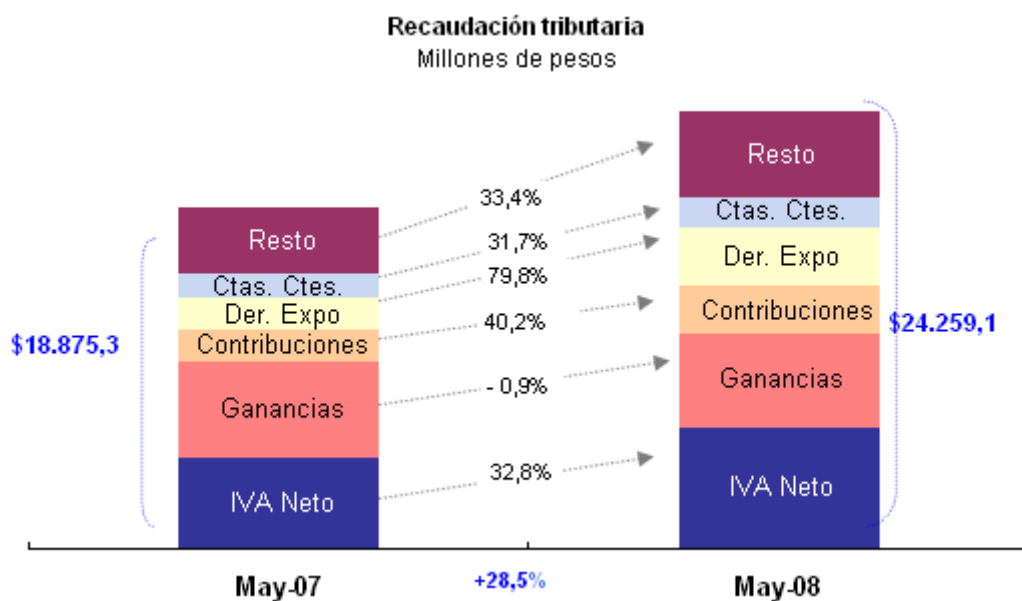 Recaudación tributaria
Millones de pesos
Resto
Ctas. Ctes.
Der. Expo
Contribuciones
Ganancias
IVA Neto
$18.875,3
33,4%
31,7%
79,8%
40,2%
- 0,9%
32,8%
Resto
Ctas. Ctes.
Der. Expo
Contribuciones
Ganancias
IVA Neto
$24.259,1
May-07
+28,5%
May-08